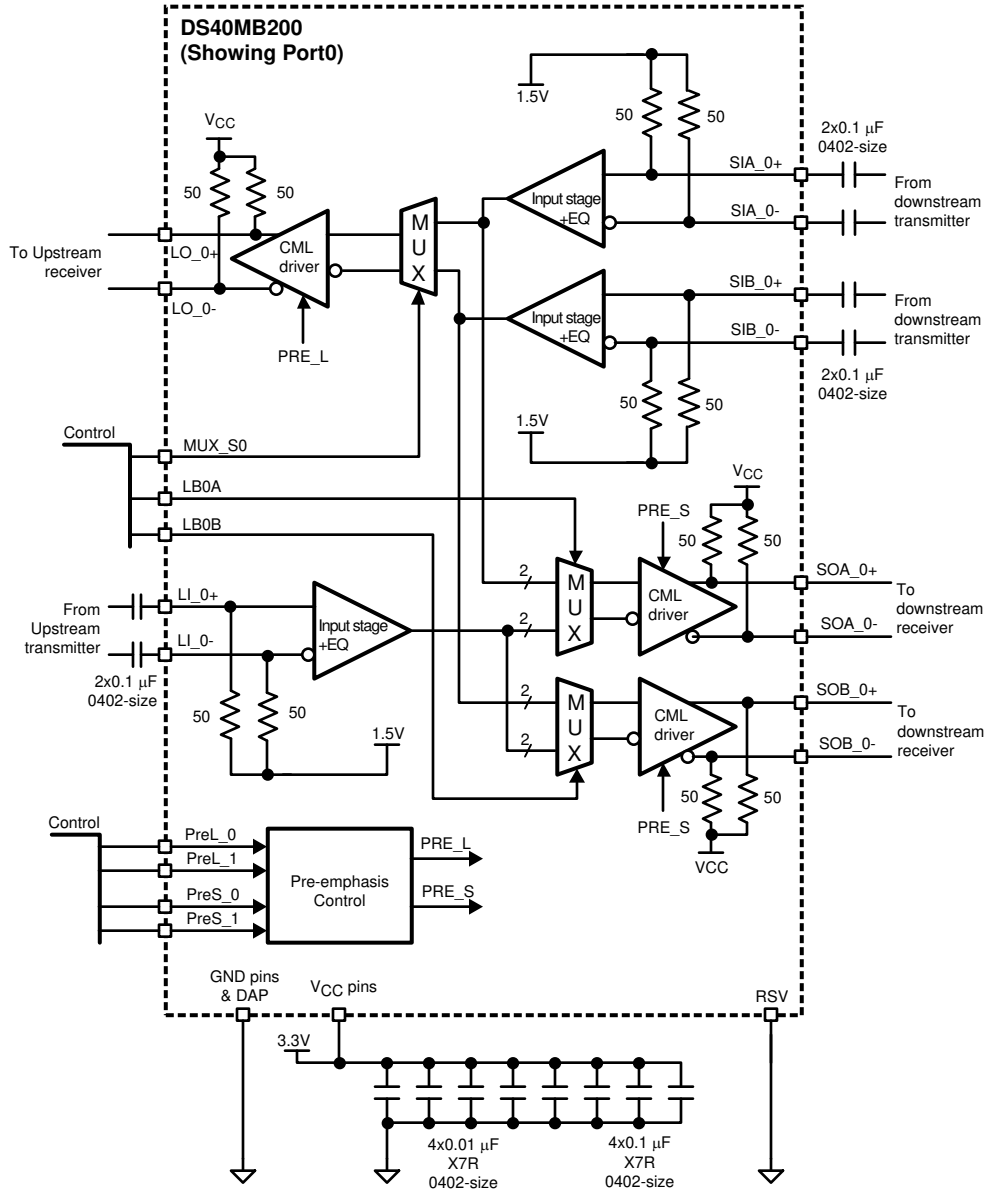 DS40MB200
(Showing Port0)
1.5V
50
50
2x0.1 µF
0402-size
VCC
50
50
SIA_0+
SIA_0-
From
downstream
transmitter
Input stage
+EQ
M
U
X
CML
driver
To Upstream
receiver
LO_0+
LO_0-
PRE_L
SIB_0+
SIB_0-
From
downstream
transmitter
Input stage
+EQ
2x0.1 µF
0402-size
50
50
1.5V
Control
MUX_S0
LB0A
LB0B
VCC
PRE_S
50
50
2
2
M
U
X
CML
driver
SOA_0+
SOA_0-
To
downstream
receiver
From
Upstream
transmitter
LI_0+
LI_0-
Input stage
+EQ
2x0.1 µF
0402-size
50
50
1.5V
2
2
M
U
X
CML
driver
SOB_0+
SOB_0-
To
downstream
receiver
PRE_S
50
50
VCC
Control
PreL_0
PreL_1
PreS_0
PreS_1
Pre-emphasis
Control
PRE_L
PRE_S
GND pins
& DAP
VCC pins
RSV
3.3V
4x0.01 µF
X7R
0402-size
4x0.1 µF
X7R
0402-size